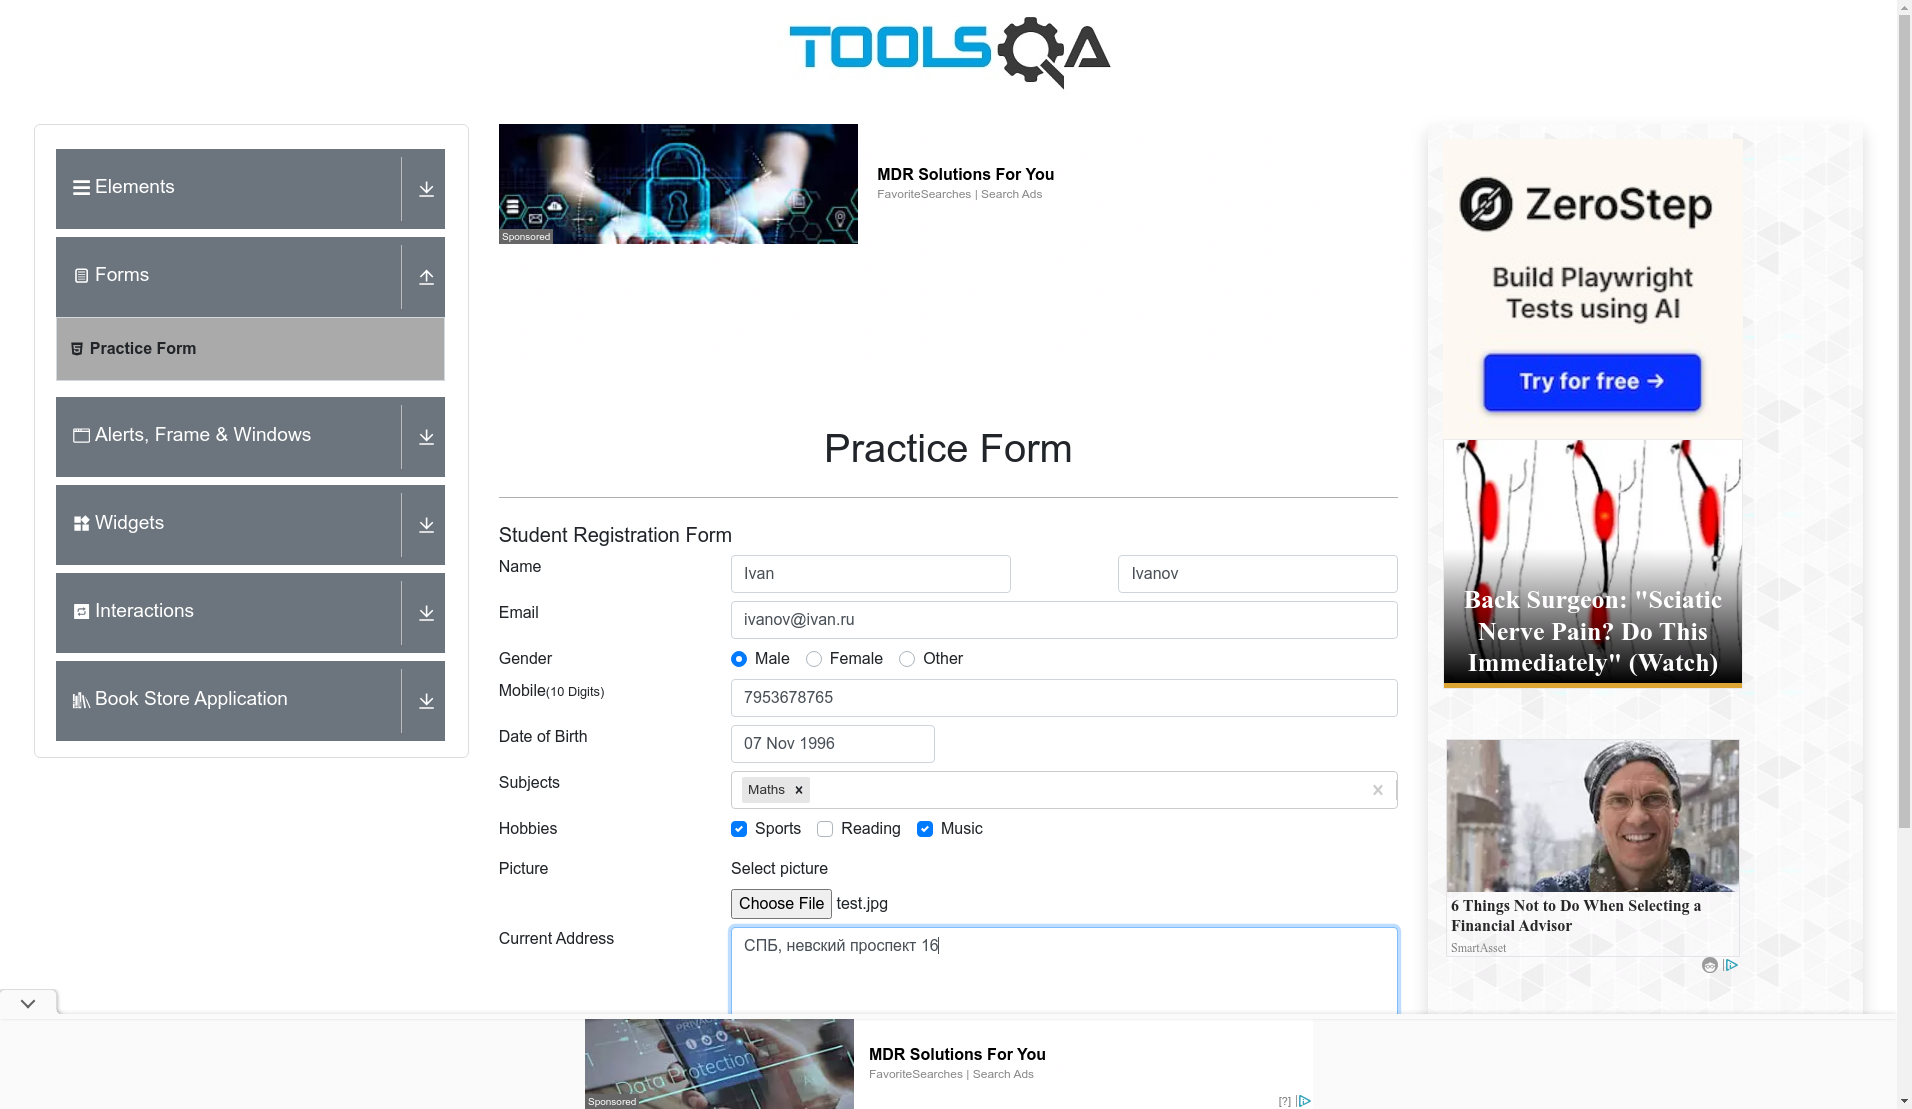 TOOLSQA
Elements
Forms
Practice Form
Alerts, Frame & Windows
Widgets
Interactions
Book Store Application
Sponsored
MDR Solutions For You
FavoriteSearches | Search Ads
Practice Form
Student Registration Form
Name
Ivan
Ivanov
Email
ivanov@ivan.ru
Gender
Male
Female
Other
Mobile(10 Digits)
7953678765
Date of Birth
07 Nov 1996
Subjects
Maths
Hobbies
Sports
Reading
Music
Picture
Select picture
Choose File test.jpg
Current Address
СПБ, невский проспект 16
ZeroStep
Build Playwright
Tests using AI
Try for free →
Back Surgeon: "Sciatic
Nerve Pain? Do This
Immediately" (Watch)
6 Things Not to Do When Selecting a
Financial Advisor
SmartAsset
PRIVAC
Data Protection
Sponsored
MDR Solutions For You
FavoriteSearches | Search Ads
[?]